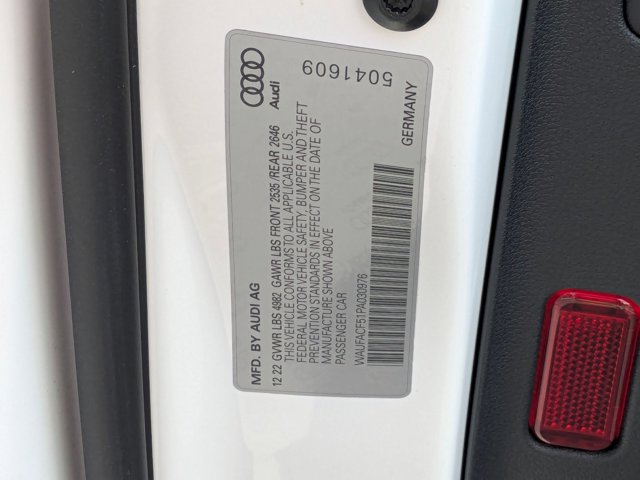 Audi
5041609
MFD. BY AUDI AG
GERMANY
12 22 GVWR LBS 4982 GAWR LBS FRONT 2535 /REAR 2646
THIS VEHICLE CONFORMS TO ALL APPLICABLE U.S.
FEDERAL MOTOR VEHICLE SAFETY, BUMPER AND THEFT
PREVENTION STANDARDS IN EFFECT ON THE DATE OF
MANUFACTURE SHOWN ABOVE
PASSENGER CAR
WAUFACF51PA030976